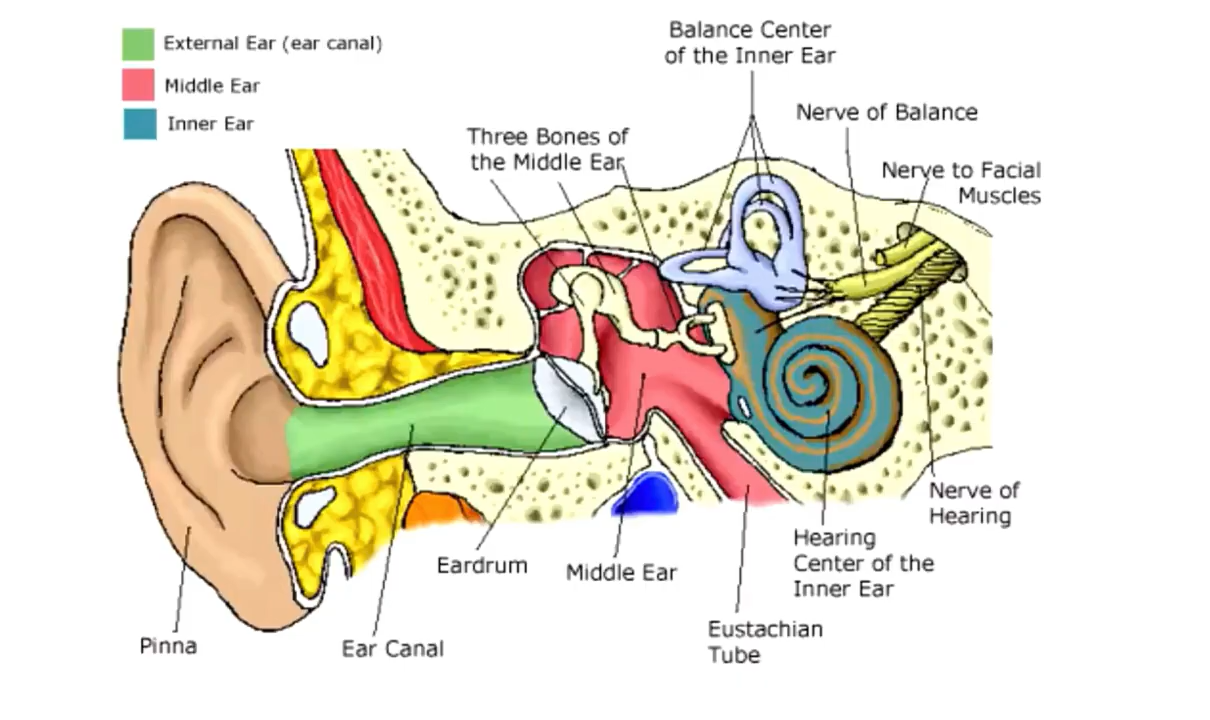 External Ear (ear canal)
Middle Ear
Inner Ear
Balance Center
of the Inner Ear
Nerve of Balance
Three Bones of
the Middle Ear
Nerve to Facial
Muscles
Nerve of
Hearing
Hearing
Center of the
Inner Ear
Eardrum
Middle Ear
Eustachian
Tube
Pinna
Ear Canal